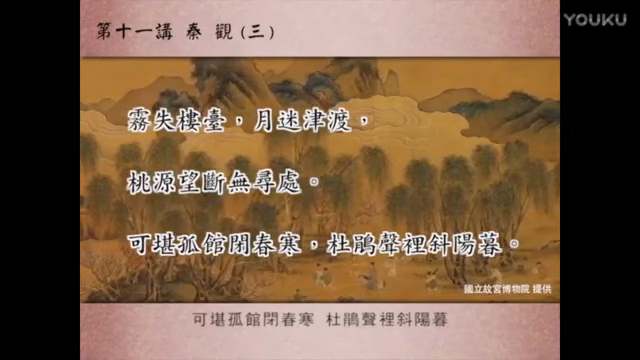 第十一講 秦 觀(三)
YOUKU
霧失樓臺，月迷津渡，
桃源望斷無尋處。
可堪孤館閉春寒，杜鵑聲裡斜陽暮。
國立故宮博物院 提供
可堪孤館閉春寒 杜鵑聲裡斜陽暮